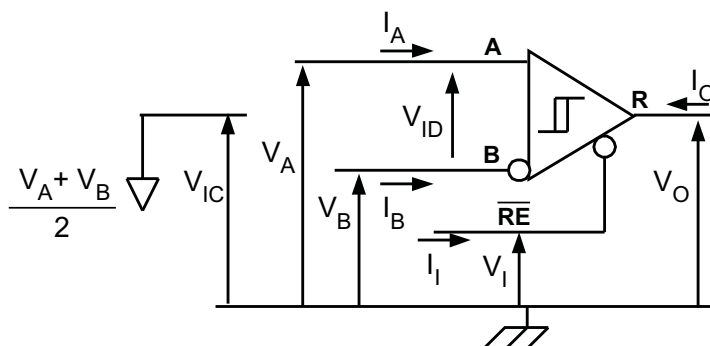 I_A
A
I_O
R
V_ID
V_A
V_A + V_B
2
V_IC
B
V_B
I_B
RE
V_O
I_I
V_I